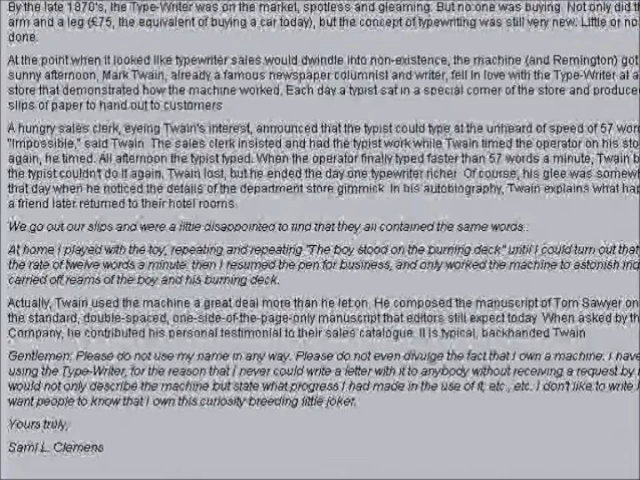 By the late 1870's, the Type-Writer was on the market, spotless and gleaming. But no one was buying. Not only did
arm and a leg (£75, the equivalent of buying a car today), but the concept of typewriting was still very new. Little or no
done.
At the point when it looked like typewriter sales would dwindle into non-existence, the machine (and Remington) got
sunny afternoon, Mark Twain, already a famous newspaper columnist and writer, fell in love with the Type-Writer at a
store that demonstrated how the machine worked. Each day a typist sat in a special corner of the store and produce
slips of paper to hand out to customers
A hungry sales clerk, eyeing Twain's interest, announced that the typist could type at the unheard of speed of 57 wor
"Impossible," said Twain. The sales clerk insisted and had the typist work while Twain timed the operator on his sto
again, he timed. All afternoon the typist typed. When the operator finally typed faster than 57 words a minute, Twain b
the typist couldn't do it again. Twain lost, but he ended the day one typewriter richer. Of course, his glee was somew
that day when he noticed the details of the department store gimmick. In his autobiography, Twain explains what ha
a friend later returned to their hotel rooms.
We go out our slips and were a little disappointed to find that they all contained the same words.
At home I played with the toy, repeating and repeating "The boy stood on the burning deck" until I could turn out that
the rate of twelve words a minute. then I resumed the pen for business, and only worked the machine to astonish inq
carried off reams of the boy and his burning deck.
Actually, Twain used the machine a great deal more than he let on. He composed the manuscript of Tom Sawyer on
the standard, double-spaced, one-side-of-the-page-only manuscript that editors still expect today. When asked by th
Company, he contributed his personal testimonial to their sales catalogue. It is typical, backhanded Twain
Gentlemen: Please do not use my name in any way. Please do not even divulge the fact that I own a machine. I have
using the Type-Writer, for the reason that I never could write a letter with it to anybody without receiving a request by
would not only describe the machine but state what progress I had made in the use of it, etc., etc. I don't like to write
want people to know that I own this curiosity-breeding little joker.
Yours truly,
Saml L. Clemens